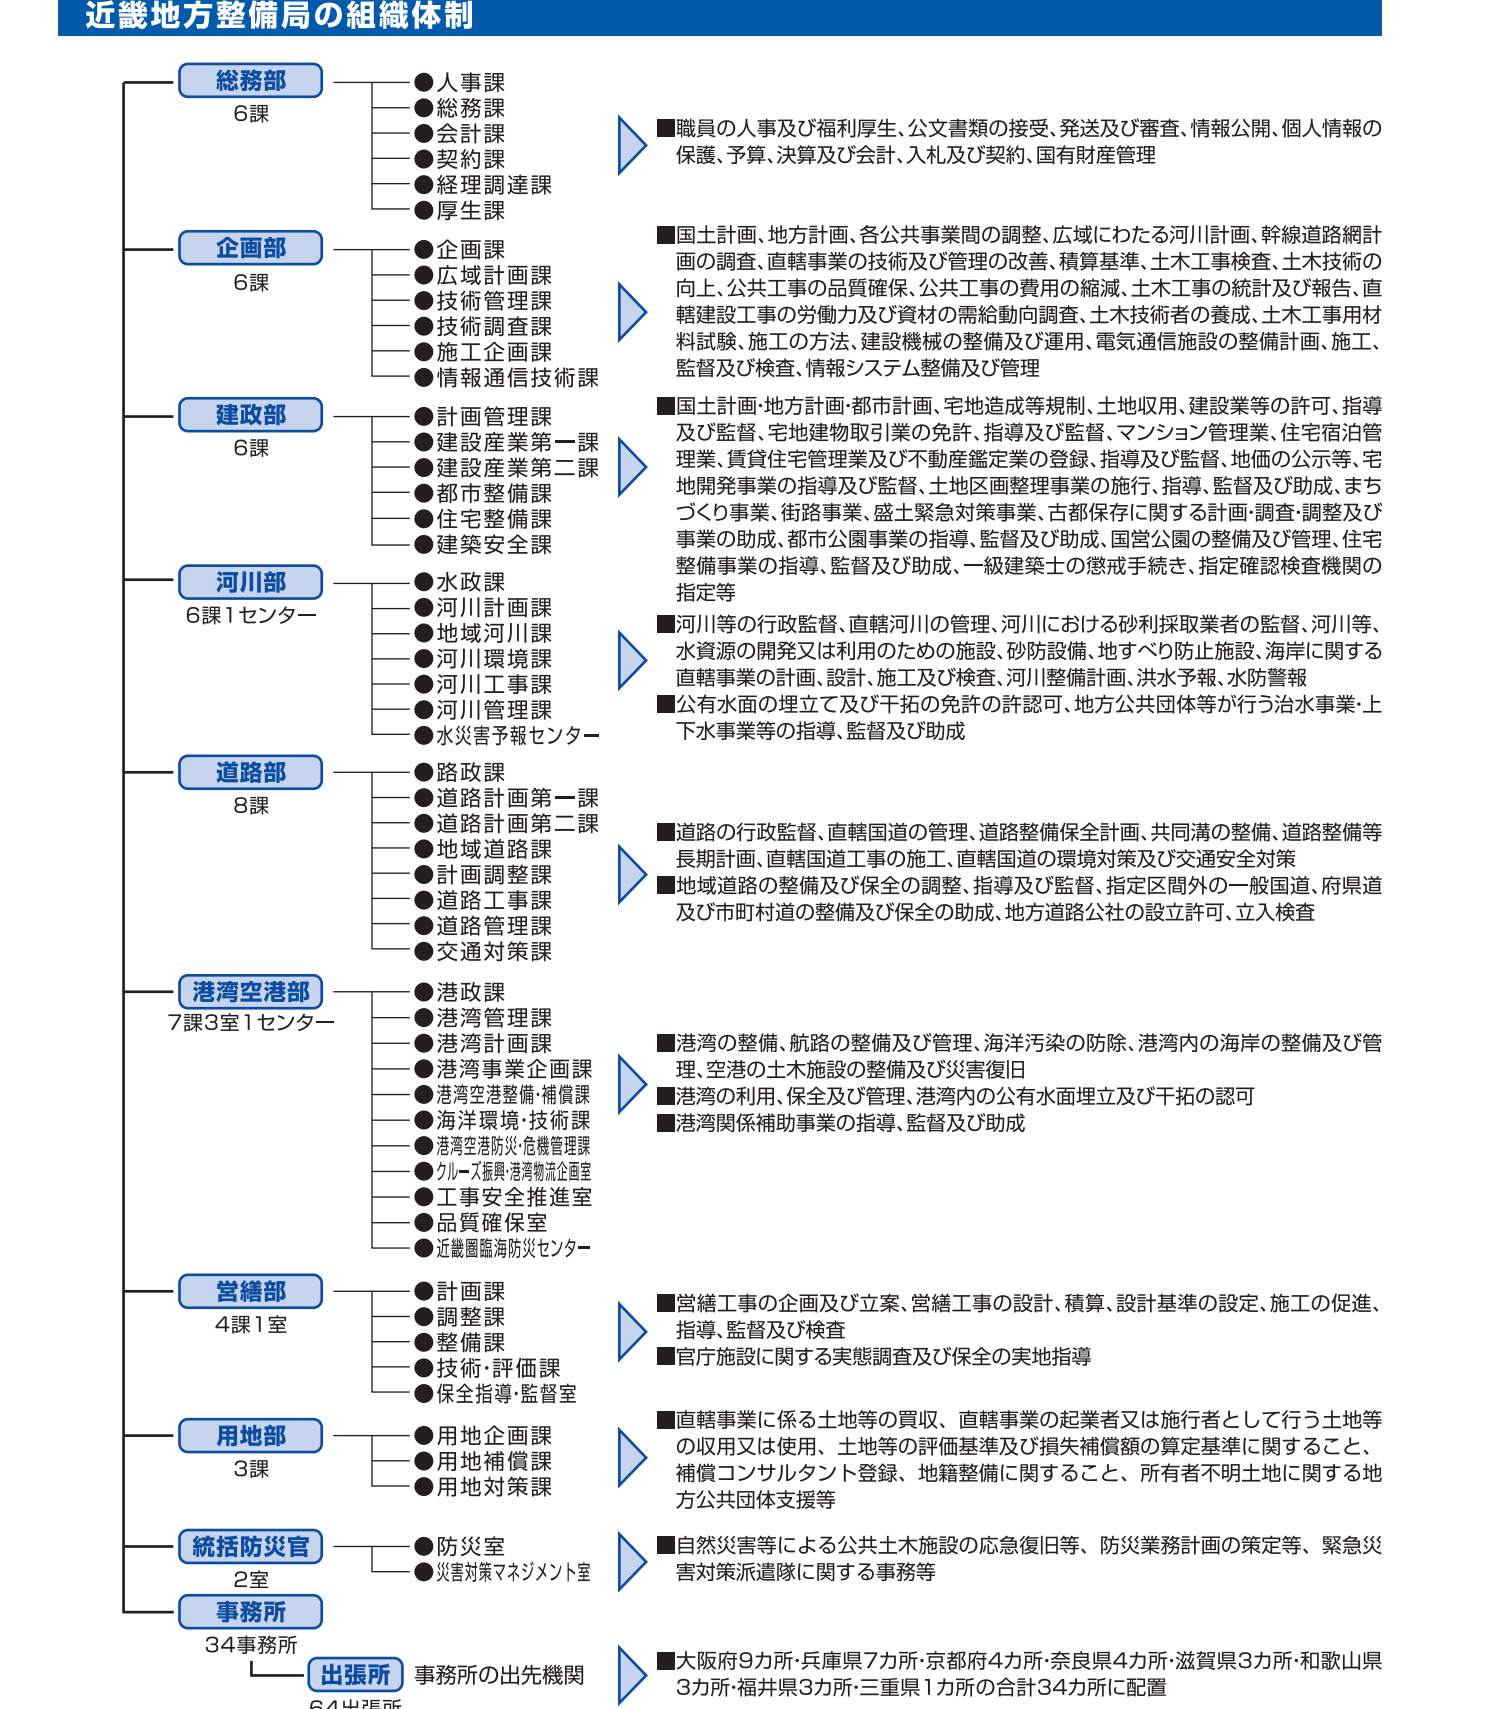 近畿地方整備局の組織体制
総務部
6課
●人事課
●総務課
●会計課
●契約課
●経理調達課
●厚生課
■職員の人事及び福利厚生、公文書類の接受、発送及び審査、情報公開、個人情報の
保護、予算、決算及び会計、入札及び契約、国有財産管理
企画部
6課
●企画課
●広域計画課
●技術管理課
●技術調査課
●施工企画課
●情報通信技術課
■国土計画、地方計画、各公共事業間の調整、広域にわたる河川計画、幹線道路網計
画の調査、直轄事業の技術及び管理の改善、積算基準、土木工事検査、土木技術の
向上、公共工事の品質確保、公共工事の費用の縮減、土木工事の統計及び報告、直
轄建設工事の労働力及び資材の需給動向調査、土木技術者の養成、土木工事用材
料試験、施工の方法、建設機械の整備及び運用、電気通信施設の整備計画、施工、
監督及び検査、情報システム整備及び管理
建政部
6課
●計画管理課
●建設産業第一課
●建設産業第二課
●都市整備課
●住宅整備課
●建築安全課
■国土計画・地方計画・都市計画、宅地造成等規制、土地収用、建設業等の許可、指導
及び監督、宅地建物取引業の免許、指導及び監督、マンション管理業、住宅宿泊管
理業、賃貸住宅管理業及び不動産鑑定業の登録、指導及び監督、地価の公示等、宅
地開発事業の指導及び監督、土地区画整理事業の施行、指導、監督及び助成、まち
づくり事業、街路事業、盛土緊急対策事業、古都保存に関する計画・調査・調整及び
事業の助成、都市公園事業の指導、監督及び助成、国営公園の整備及び管理、住宅
整備事業の指導、監督及び助成、一級建築士の懲戒手続き、指定確認検査機関の
指定等
河川部
6課1センター
●水政課
●河川計画課
●地域河川課
●河川環境課
●河川工事課
●河川管理課
●水災害予報センター
■河川等の行政監督、直轄河川の管理、河川における砂利採取業者の監督、河川等、
水資源の開発又は利用のための施設、砂防設備、地すべり防止施設、海岸に関する
直轄事業の計画、設計、施工及び検査、河川整備計画、洪水予報、水防警報
■公有水面の埋立て及び干拓の免許の許認可、地方公共団体等が行う治水事業・上
下水事業等の指導、監督及び助成
道路部
8課
●路政課
●道路計画第一課
●道路計画第二課
●地域道路課
●計画調整課
●道路工事課
●道路管理課
●交通対策課
■道路の行政監督、直轄国道の管理、道路整備保全計画、共同溝の整備、道路整備等
長期計画、直轄国道工事の施工、直轄国道の環境対策及び交通安全対策
■地域道路の整備及び保全の調整、指導及び監督、指定区間外の一般国道、府県道
及び市町村道の整備及び保全の助成、地方道路公社の設立許可、立入検査
港湾空港部
7課3室1センター
●港政課
●港湾管理課
●港湾計画課
●港湾事業企画課
●港湾空港整備・補償課
●海洋環境・技術課
●港湾空港防災・危機管理課
●クルーズ振興・港湾物流企画室
●工事安全推進室
●品質確保室
●近畿圏臨海防災センター
■港湾の整備、航路の整備及び管理、海洋汚染の防除、港湾内の海岸の整備及び管
理、空港の土木施設の整備及び災害復旧
■港湾の利用、保全及び管理、港湾内の公有水面埋立及び干拓の認可
■港湾関係補助事業の指導、監督及び助成
営繕部
4課1室
●計画課
●調整課
●整備課
●技術・評価課
●保全指導・監督室
■営繕工事の企画及び立案、営繕工事の設計、積算、設計基準の設定、施工の促進、
指導、監督及び検査
■官庁施設に関する実態調査及び保全の実地指導
用地部
3課
●用地企画課
●用地補償課
●用地対策課
■直轄事業に係る土地等の買収、直轄事業の起業者又は施行者として行う土地等
の収用又は使用、土地等の評価基準及び損失補償額の算定基準に関すること、
補償コンサルタント登録、地籍整備に関すること、所有者不明土地に関する地
方公共団体支援等
統括防災官
2室
●防災室
●災害対策マネジメント室
■自然災害等による公共土木施設の応急復旧等、防災業務計画の策定等、緊急災
害対策派遣隊に関する事務等
事務所
34事務所
出張所
事務所の出先機関
64出張所
■大阪府9カ所・兵庫県7カ所・京都府4カ所・奈良県4カ所・滋賀県3カ所・和歌山県
3カ所・福井県3カ所・三重県1カ所の合計34カ所に配置